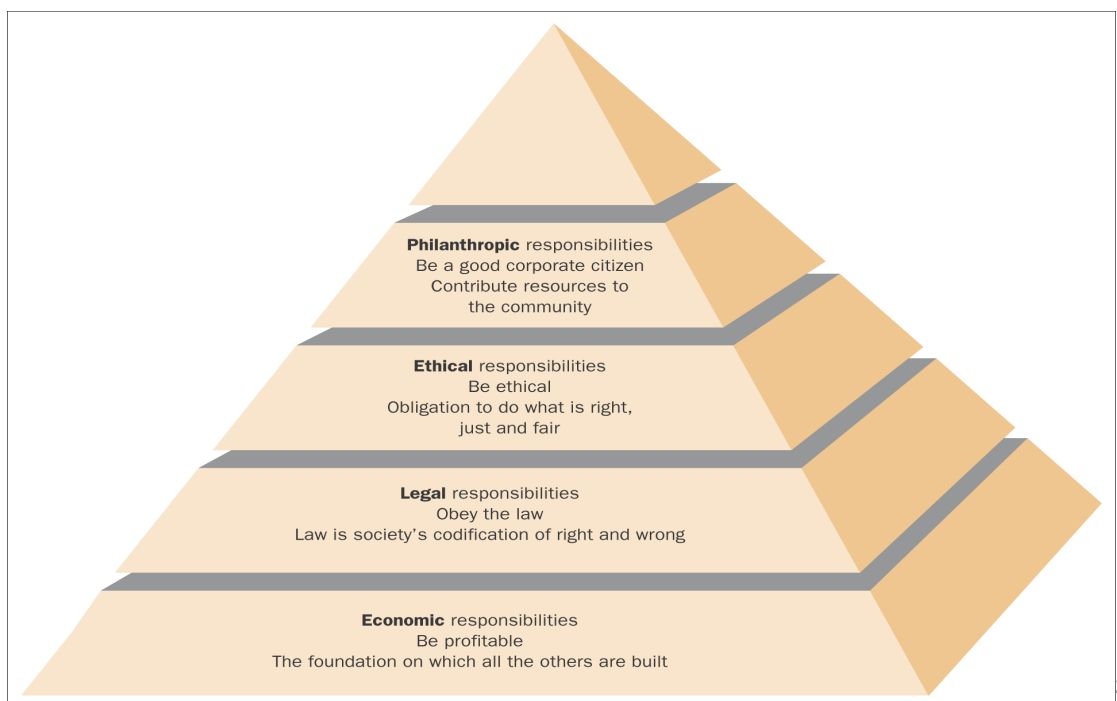 Philanthropic responsibilities
Be a good corporate citizen
Contribute resources to
the community
Ethical responsibilities
Be ethical
Obligation to do what is right,
just and fair
Legal responsibilities
Obey the law
Law is society's codification of right and wrong
Economic responsibilities
Be profitable
The foundation on which all the others are built